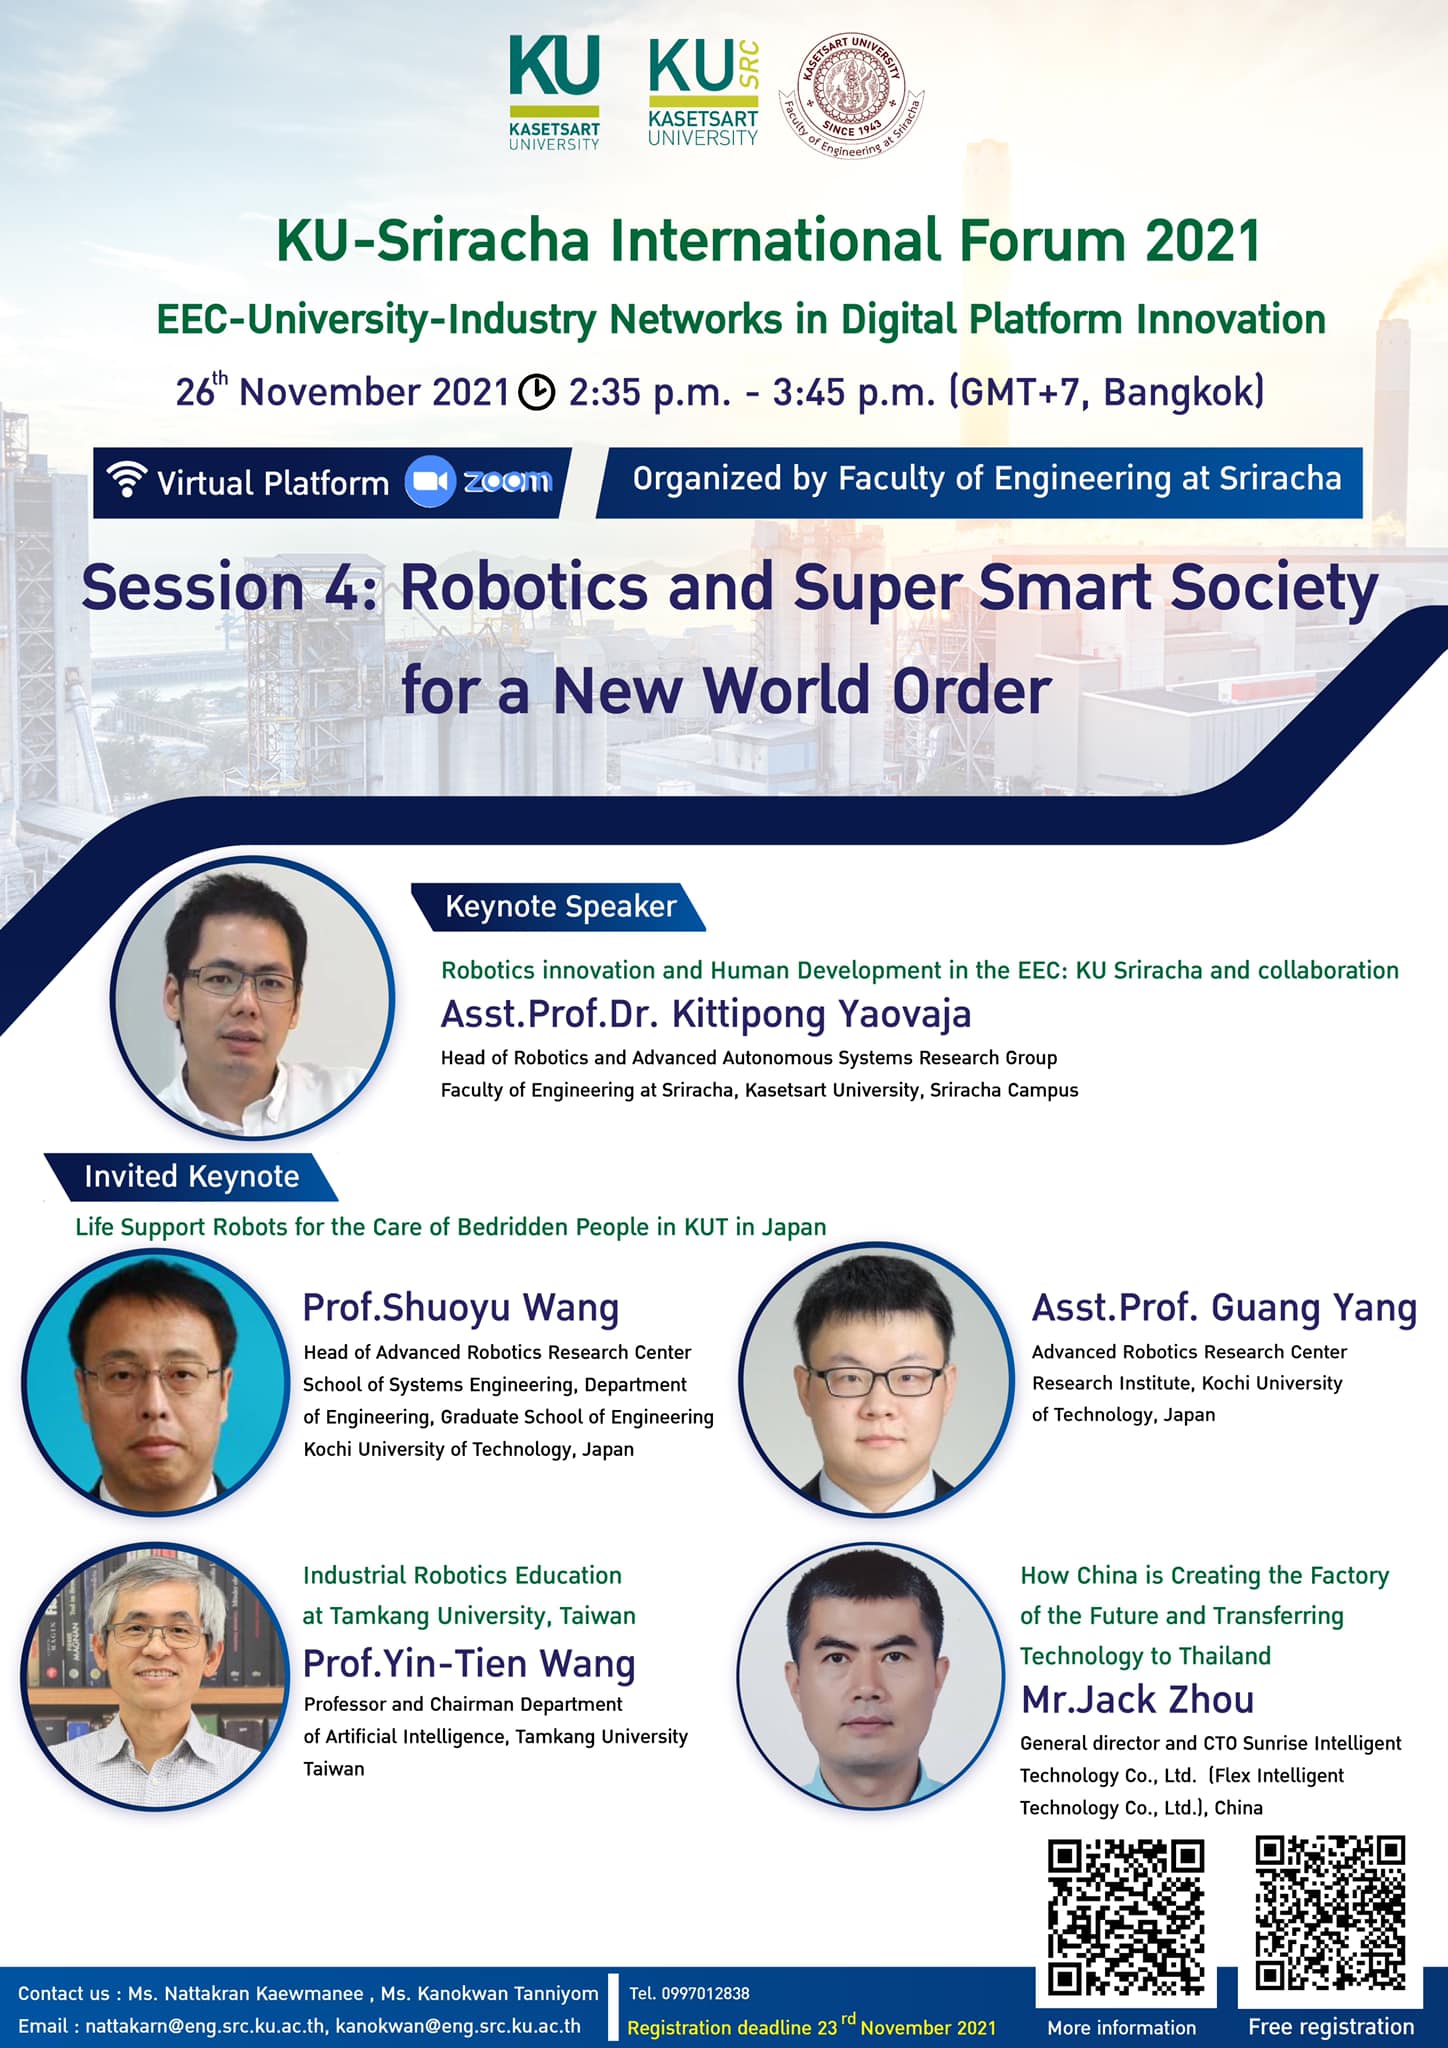 KU
KASETSART
UNIVERSITY
KU SRC
KASETSART
UNIVERSITY
KASETSART UNIVERSITY
SINCE 1943
Faculty of Engineering at Sriracha
KU-Sriracha International Forum 2021
EEC-University-Industry Networks in Digital Platform Innovation
26th November 2021 2:35 p.m. - 3:45 p.m. (GMT+7, Bangkok)
Virtual Platform zoom
Organized by Faculty of Engineering at Sriracha
Session 4: Robotics and Super Smart Society
for a New World Order
Keynote Speaker
Robotics innovation and Human Development in the EEC: KU Sriracha and collaboration
Asst.Prof.Dr. Kittipong Yaovaja
Head of Robotics and Advanced Autonomous Systems Research Group
Faculty of Engineering at Sriracha, Kasetsart University, Sriracha Campus
Invited Keynote
Life Support Robots for the Care of Bedridden People in KUT in Japan
Prof.Shuoyu Wang
Head of Advanced Robotics Research Center
School of Systems Engineering, Department
of Engineering, Graduate School of Engineering
Kochi University of Technology, Japan
Asst.Prof. Guang Yang
Advanced Robotics Research Center
Research Institute, Kochi University
of Technology, Japan
Industrial Robotics Education
at Tamkang University, Taiwan
Prof.Yin-Tien Wang
Professor and Chairman Department
of Artificial Intelligence, Tamkang University
Taiwan
How China is Creating the Factory
of the Future and Transferring
Technology to Thailand
Mr.Jack Zhou
General director and CTO Sunrise Intelligent
Technology Co., Ltd. (Flex Intelligent
Technology Co., Ltd.), China
Contact us : Ms. Nattakran Kaewmanee , Ms. Kanokwan Tanniyom
Email : nattakarn@eng.src.ku.ac.th, kanokwan@eng.src.ku.ac.th
Tel. 0997012838
Registration deadline 23 rd November 2021
More information
Free registration